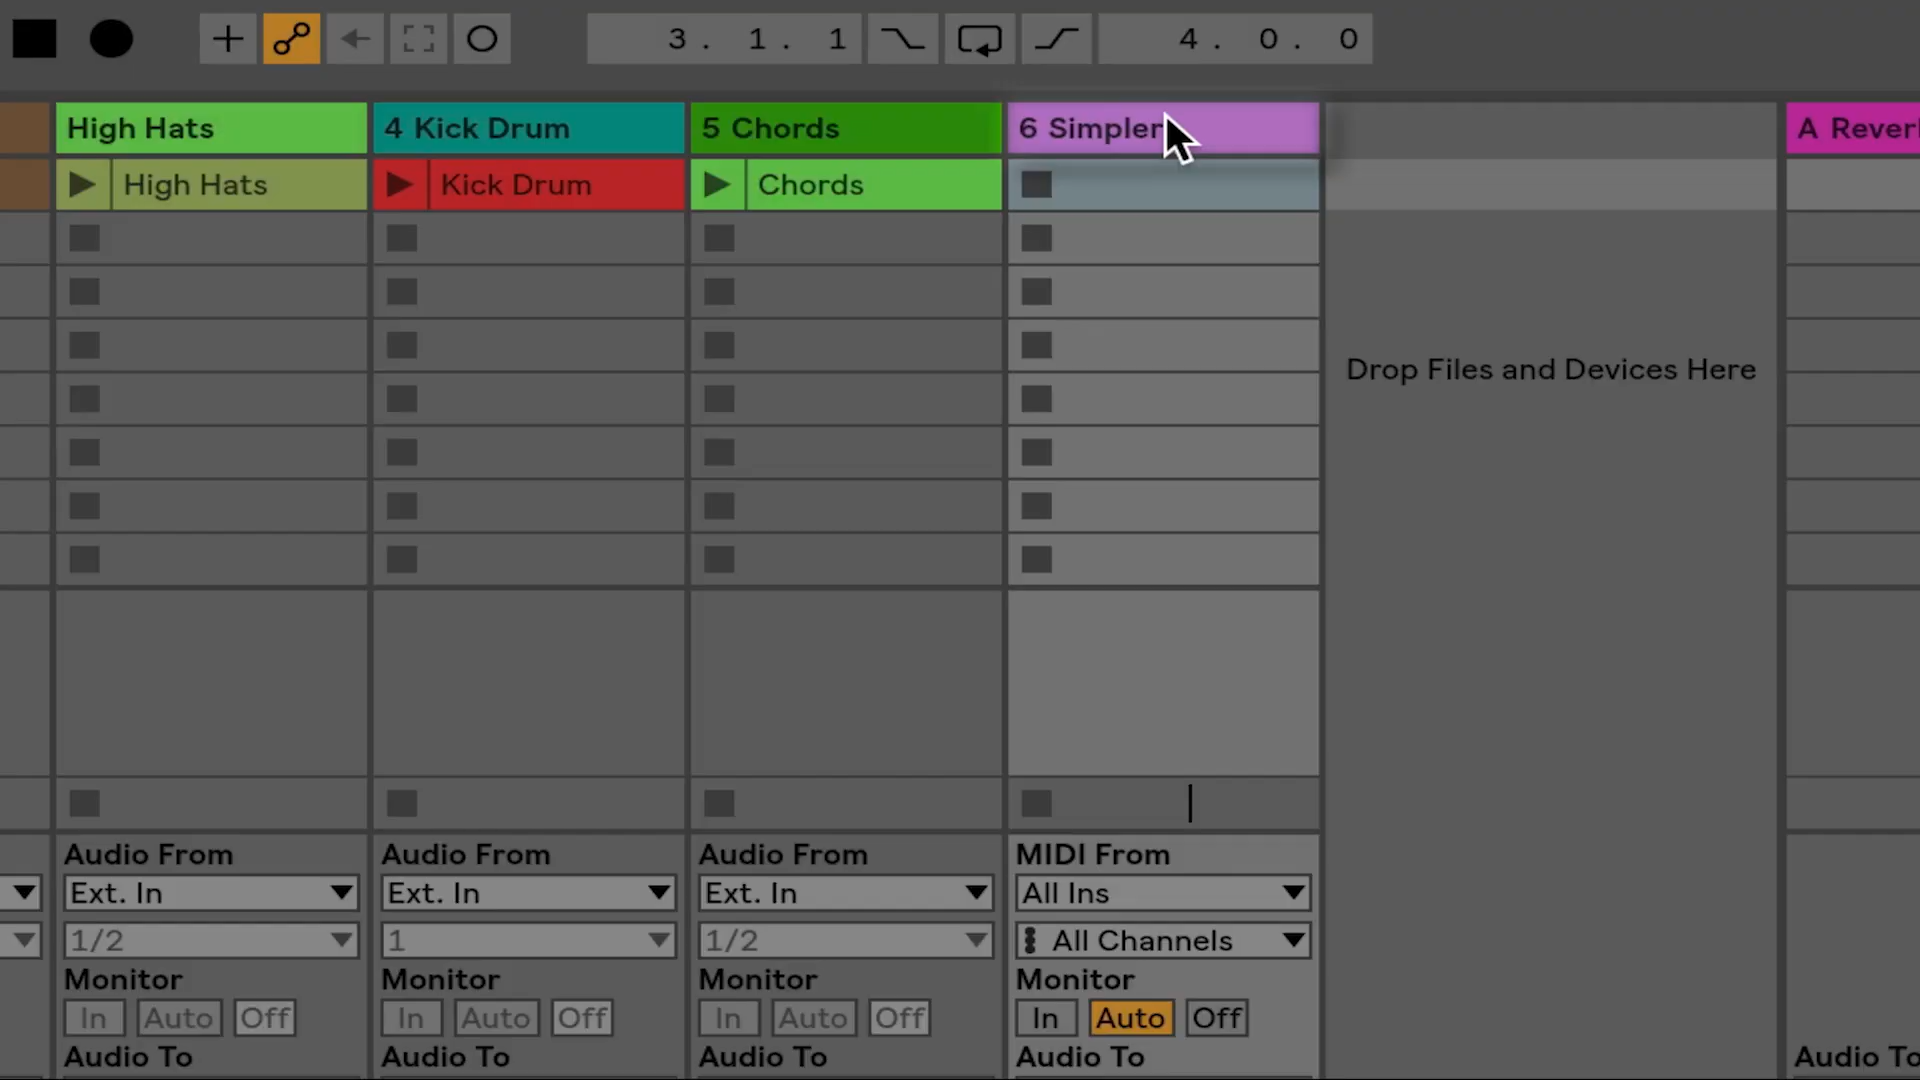 3. 1. 1 4. 0. 0
High Hats 4 Kick Drum 5 Chords 6 Simpler A Rever
High Hats Kick Drum Chords
Drop Files and Devices Here
Audio From Audio From Audio From MIDI From
Ext. In Ext. In Ext. In All Ins
1/2 1 1/2 All Channels
Monitor Monitor Monitor Monitor
In Auto Off In Auto Off In Auto Off In Auto Off
Audio To Audio To Audio To Audio To Audio To